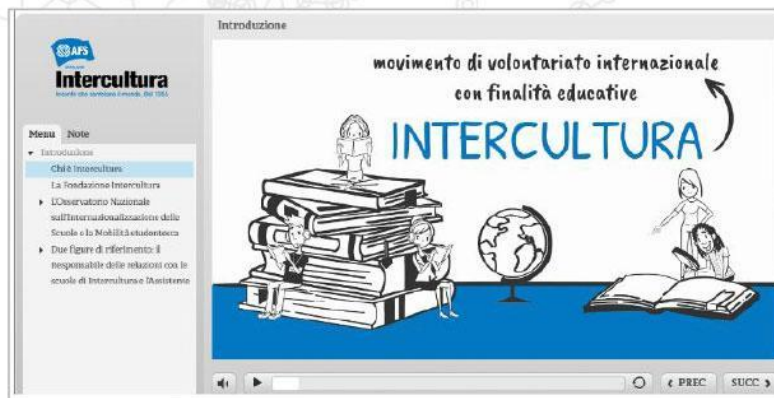 Introduzione
AFS
Intercultura
Menu Note
Introduzione
Chi è Intercultura
La Fondazione Intercultura
L'Osservatorio Nazionale
sull'Internazionalizzazione delle
Scuole e la Mobilità studentesca
Due figure di riferimento: il
Responsabile delle relazioni con le
scuole di Intercultura e l'Assistente
movimento di volontariato internazionale
con finalità educative
INTERCULTURA
PREC SUCC